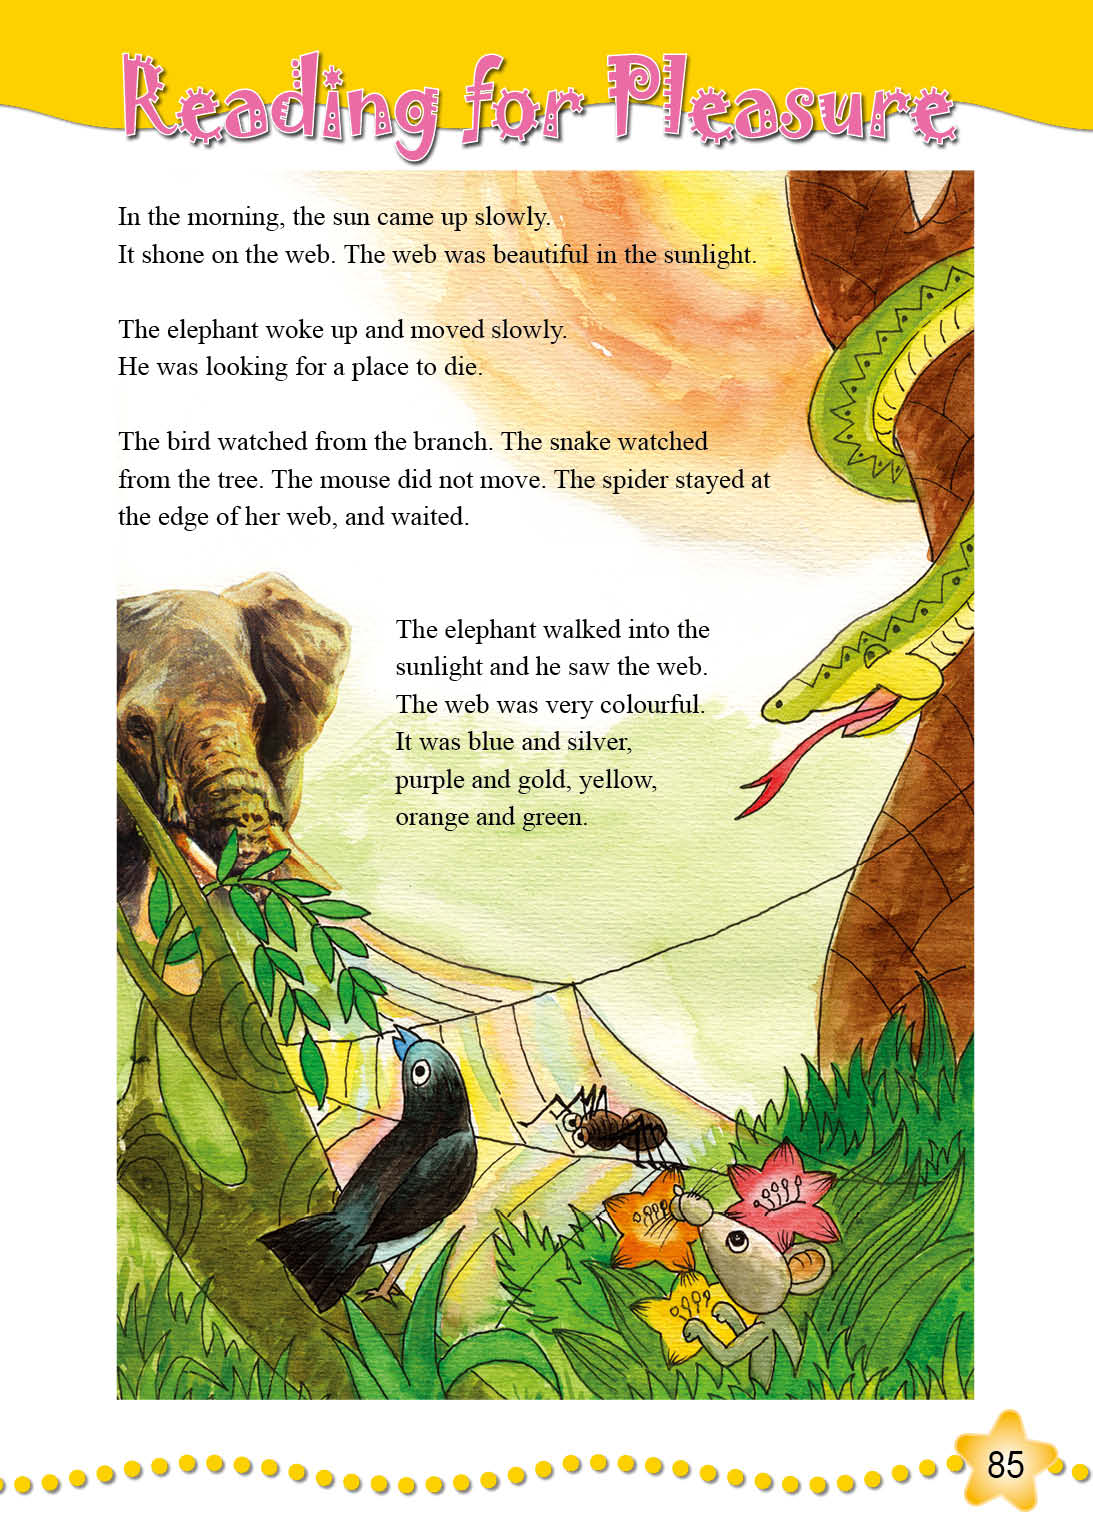 Reading for Pleasure
In the morning, the sun came up slowly.
It shone on the web. The web was beautiful in the sunlight.
The elephant woke up and moved slowly.
He was looking for a place to die.
The bird watched from the branch. The snake watched
from the tree. The mouse did not move. The spider stayed at
the edge of her web, and waited.
The elephant walked into the
sunlight and he saw the web.
The web was very colourful.
It was blue and silver,
purple and gold, yellow,
orange and green.
85